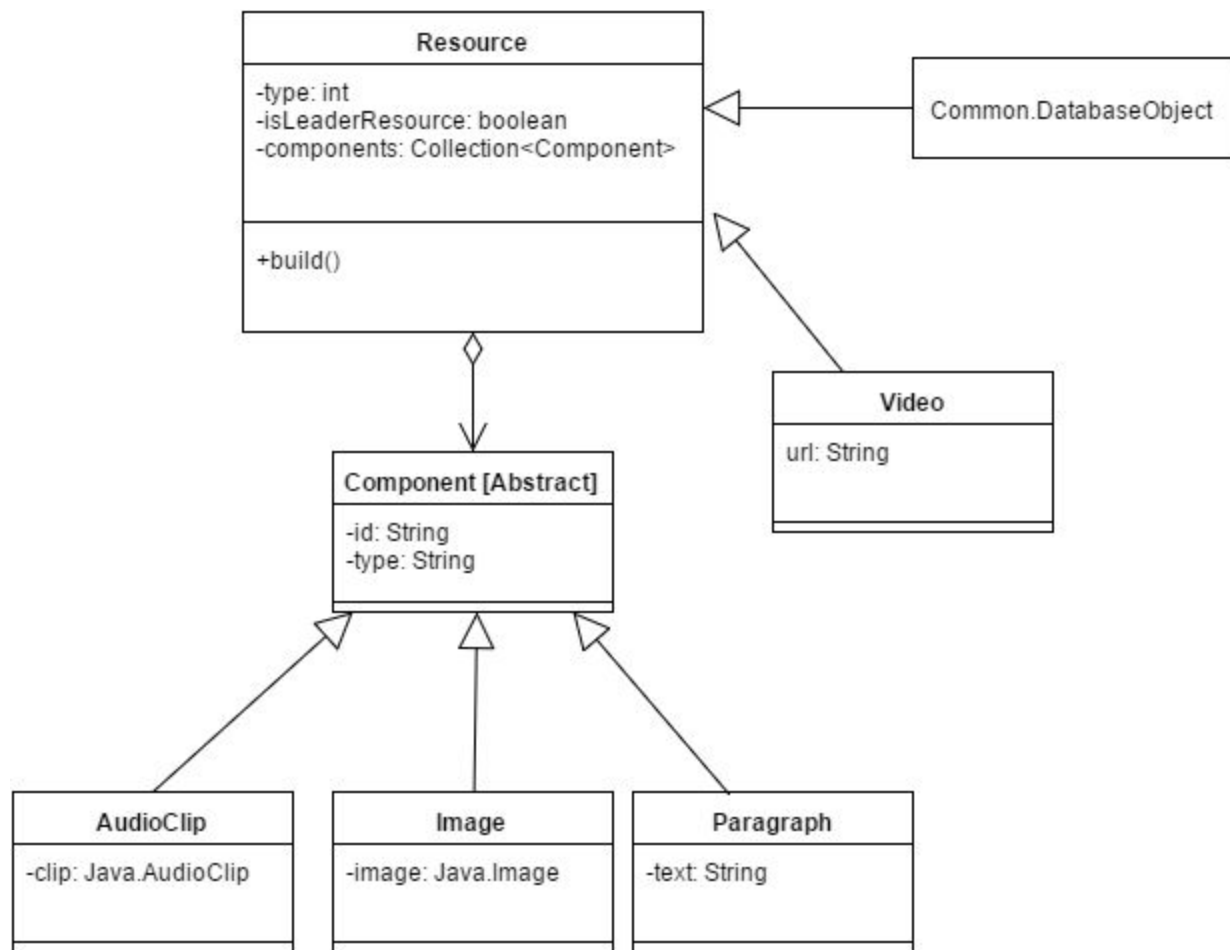 Resource
-type: int
-isLeaderResource: boolean
-components: Collection<Component>
+build()
Common.DatabaseObject
Video
url: String
Component [Abstract]
-id: String
-type: String
AudioClip
-clip: Java.AudioClip
Image
-image: Java.Image
Paragraph
-text: String